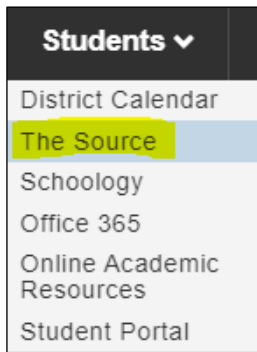 Students
District Calendar
The Source
Schoology
Office 365
Online Academic
Resources
Student Portal